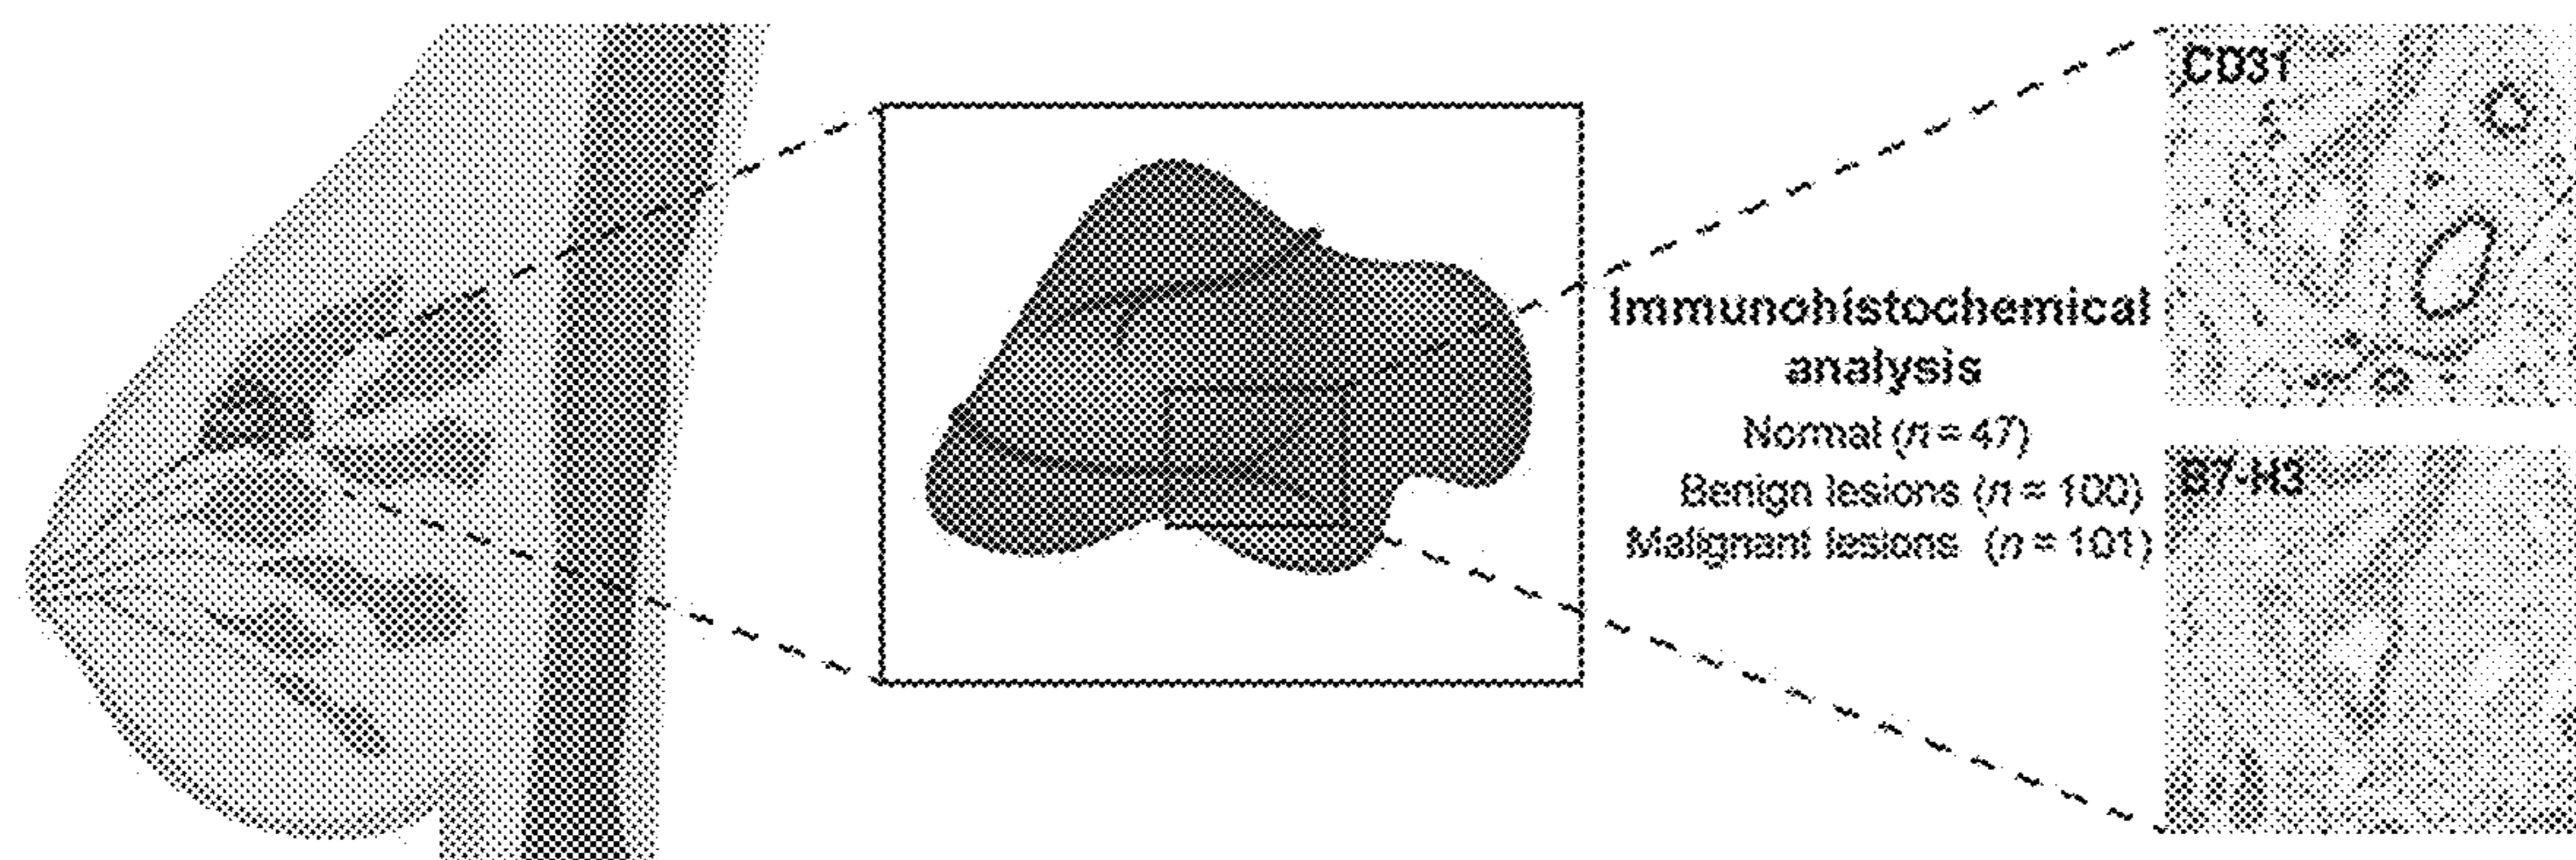 CD31
Immunohistochemical
analysis
Normal (n = 47)
Benign lesions (n = 100)
Malignant lesions (n = 101)
B7-H3